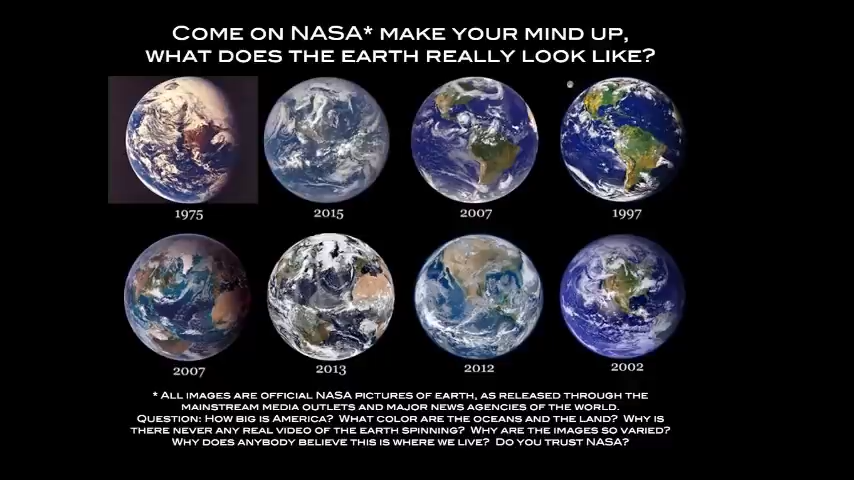 Come on NASA* make your mind up,
what does the earth really look like?
1975
2015
2007
1997
2007
2013
2012
2002
* All images are official NASA pictures of earth, as released through the
mainstream media outlets and major news agencies of the world.
Question: How big is America? What color are the oceans and the land? Why is
there never any real video of the earth spinning? Why are the images so varied?
Why does anybody believe this is where we live? Do you trust NASA?